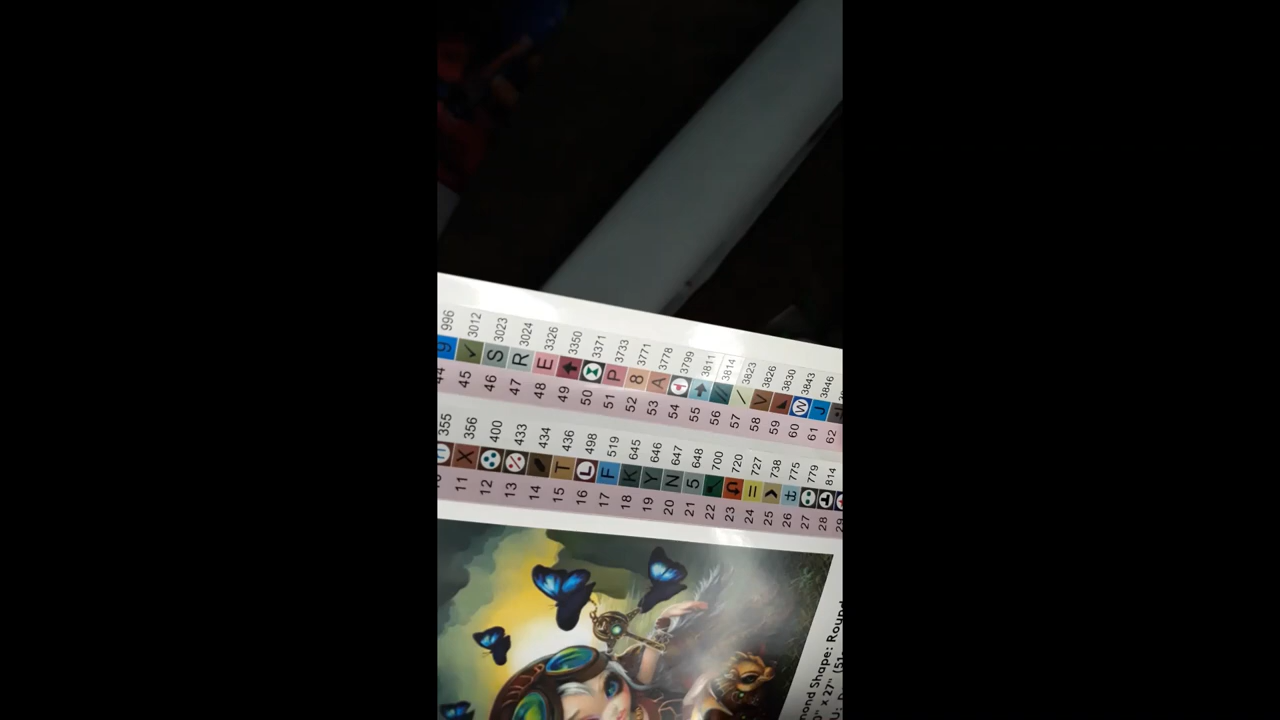 996
45 ✓ 3012
46 S 3023
47 R 3024
48 E 3326
49 3350
50 3371
51 P 3733
52 8 3771
53 A 3778
54 3799
55 3811
56 // 3814
57 / 3823
58 V 3826
59 3830
60 W 3843
61 J 3846
62
355
11 X 356
12 400
13 433
14 434
15 T 436
16 L 498
17 F 519
18 K 645
19 Y 646
20 N 647
21 5 648
22 700
23 720
24 = 727
25 738
26 775
27 779
28 814
29
Shape: Round
x 27"